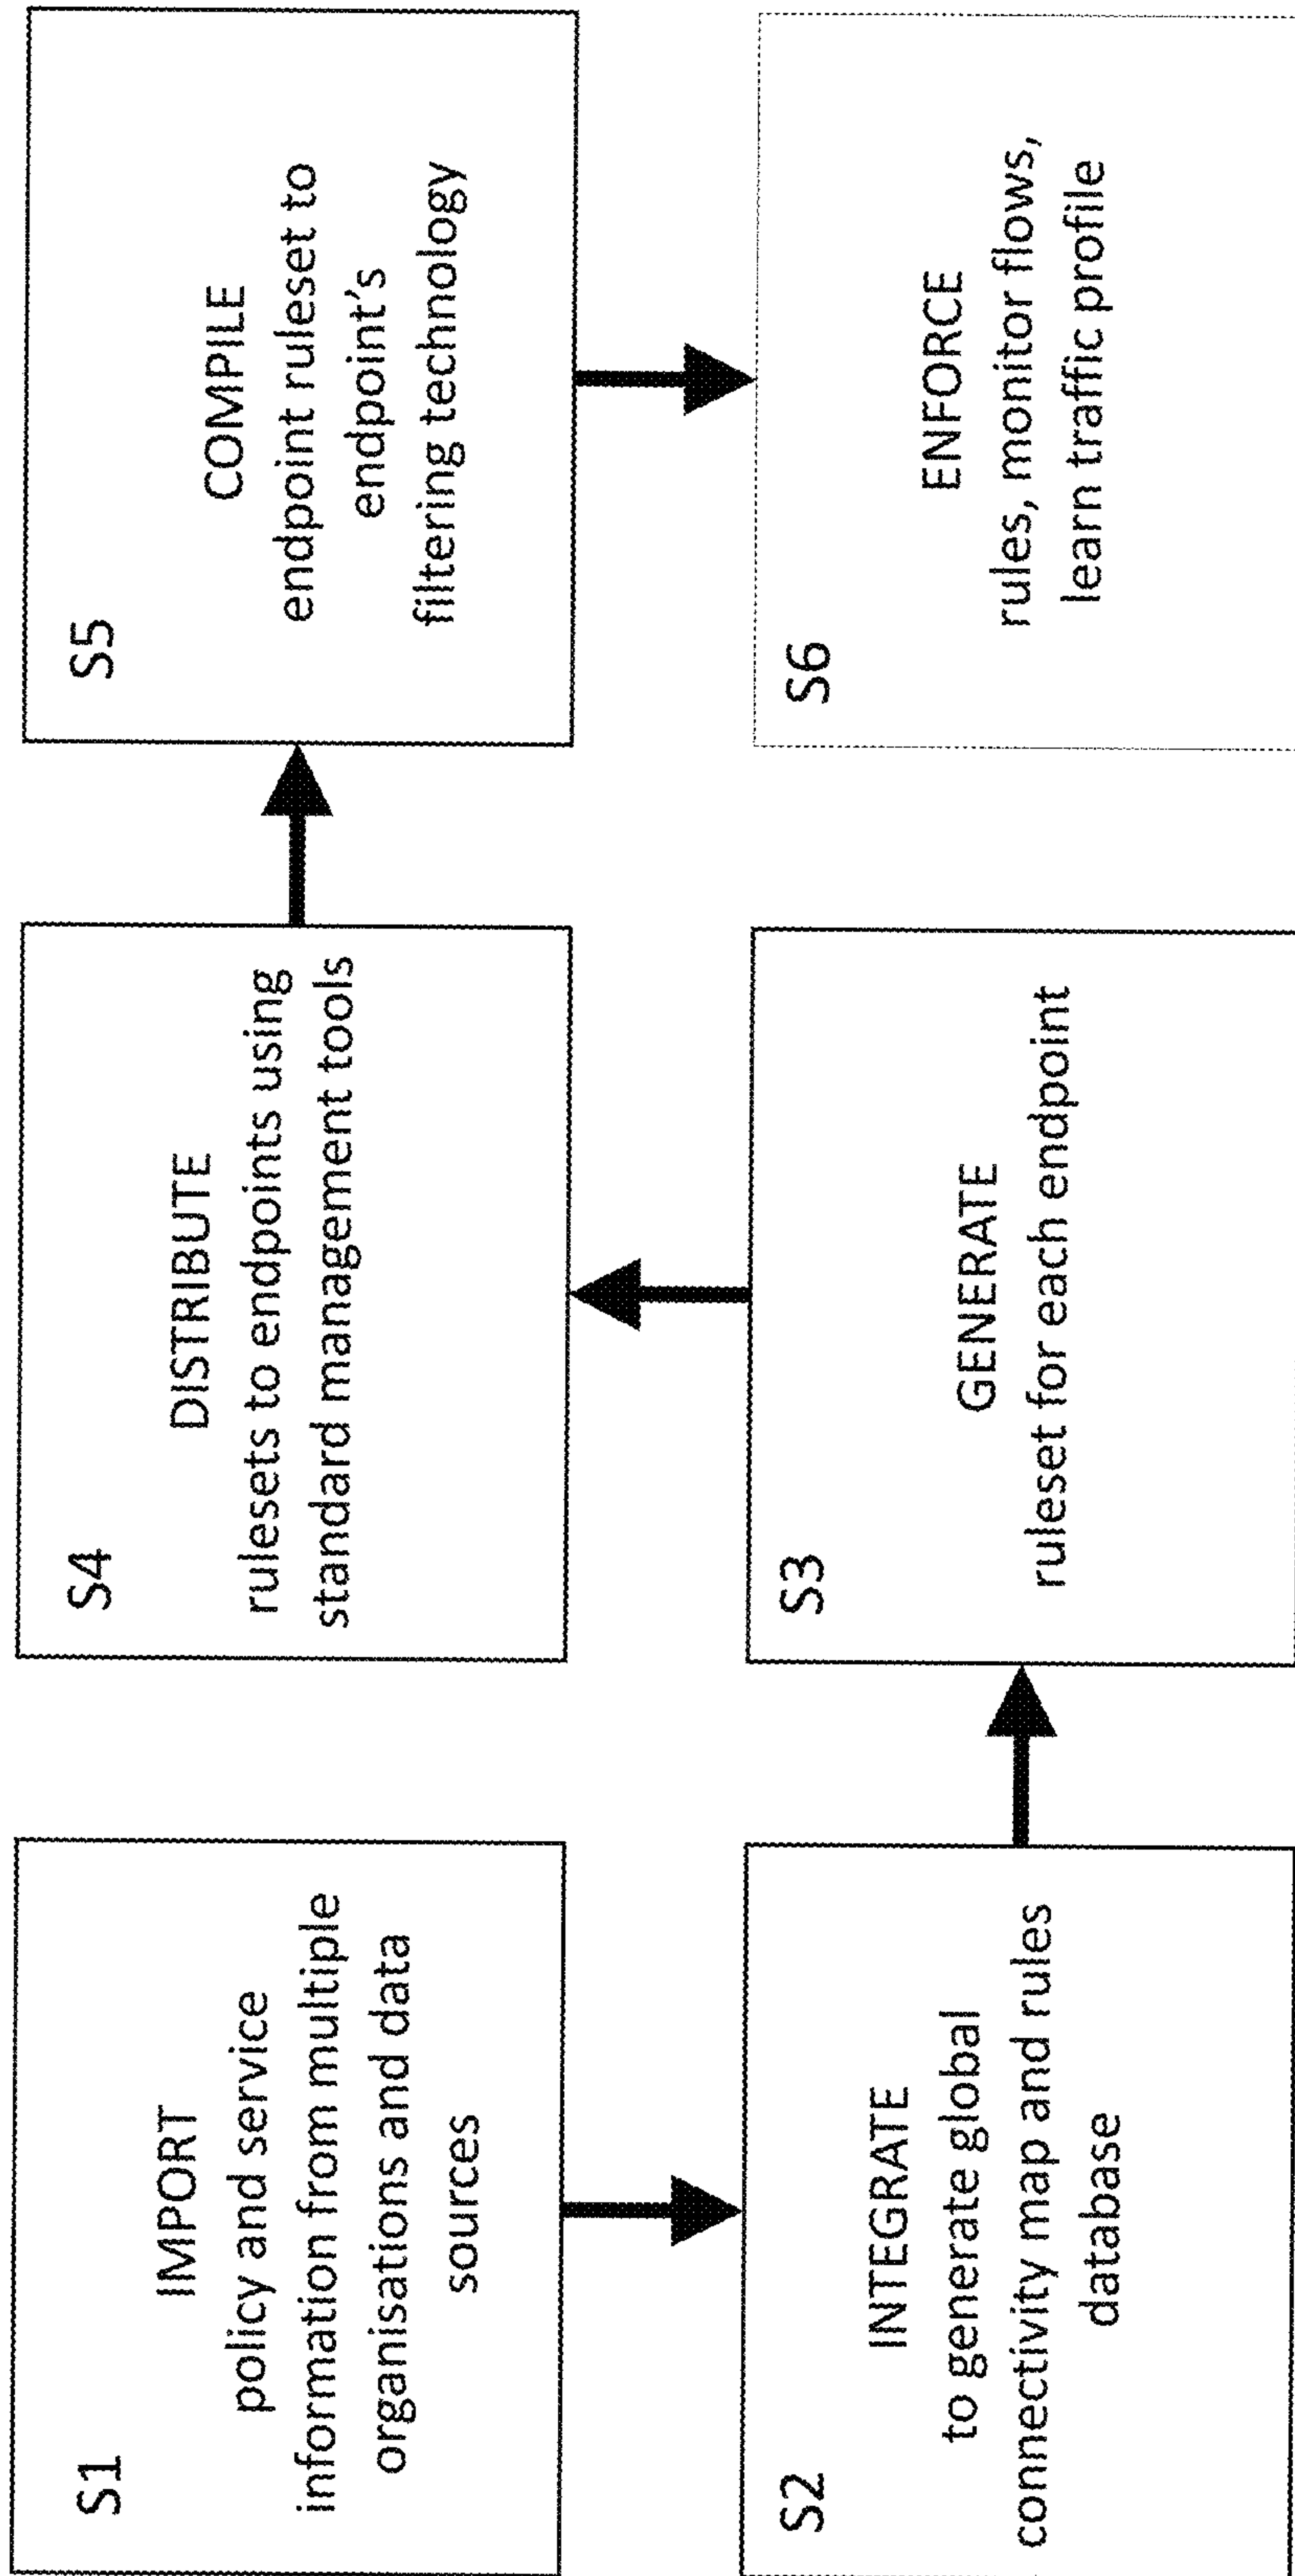 S1
IMPORT
policy and service
information from multiple
organisations and data
sources
S2
INTEGRATE
to generate global
connectivity map and rules
database
S3
GENERATE
ruleset for each endpoint
S4
DISTRIBUTE
rulesets to endpoints using
standard management tools
S5
COMPILE
endpoint ruleset to
endpoint's
filtering technology
S6
ENFORCE
rules, monitor flows,
learn traffic profile